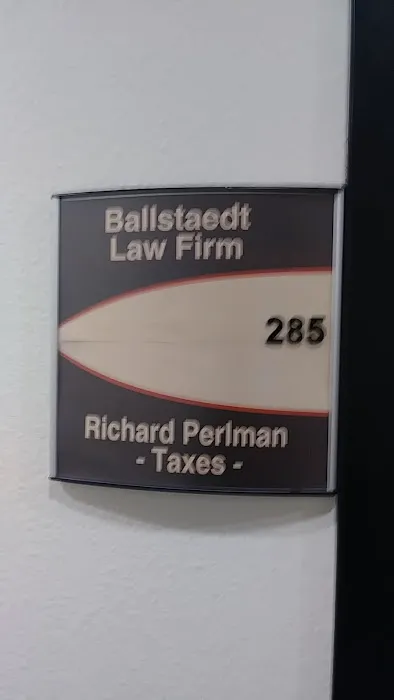 Ballstaedt
Law Firm
285
Richard Perlman
- Taxes -